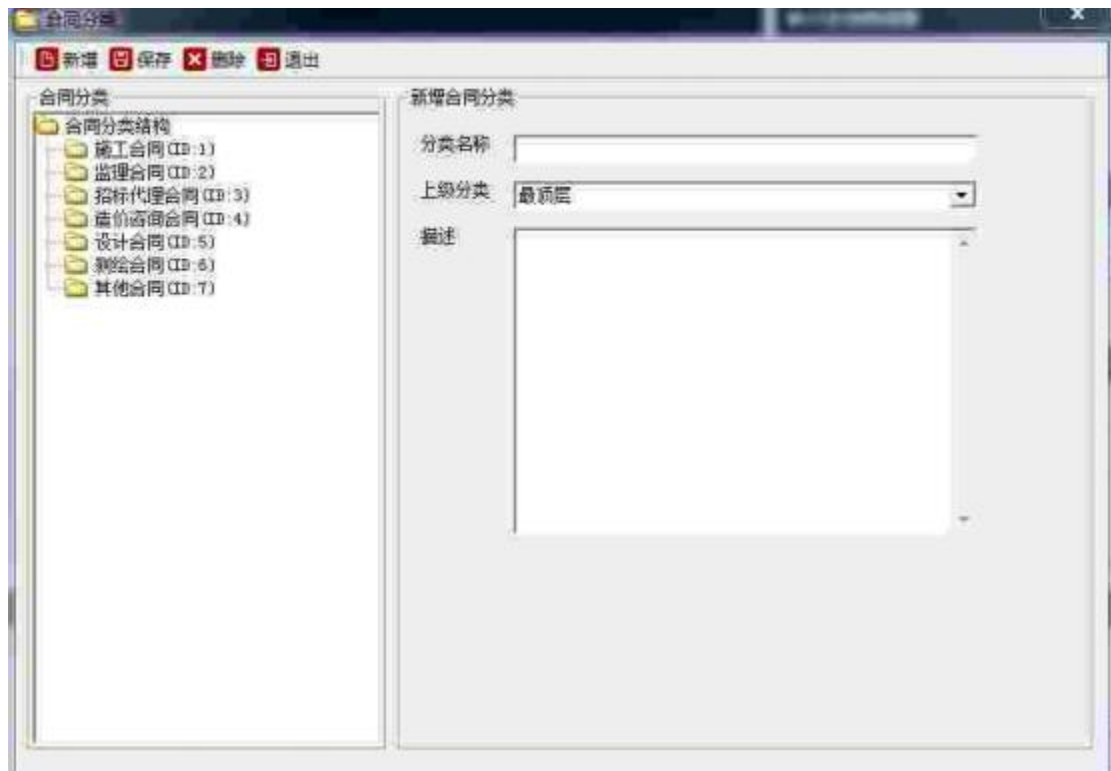 合同分类
新增 保存 删除 退出
合同分类
合同分类结构
施工合同(ID:1)
监理合同(ID:2)
招标代理合同(ID:3)
造价咨询合同(ID:4)
设计合同(ID:5)
测绘合同(ID:6)
其他合同(ID:7)
新增合同分类
分类名称
上级分类 最顶层
描述